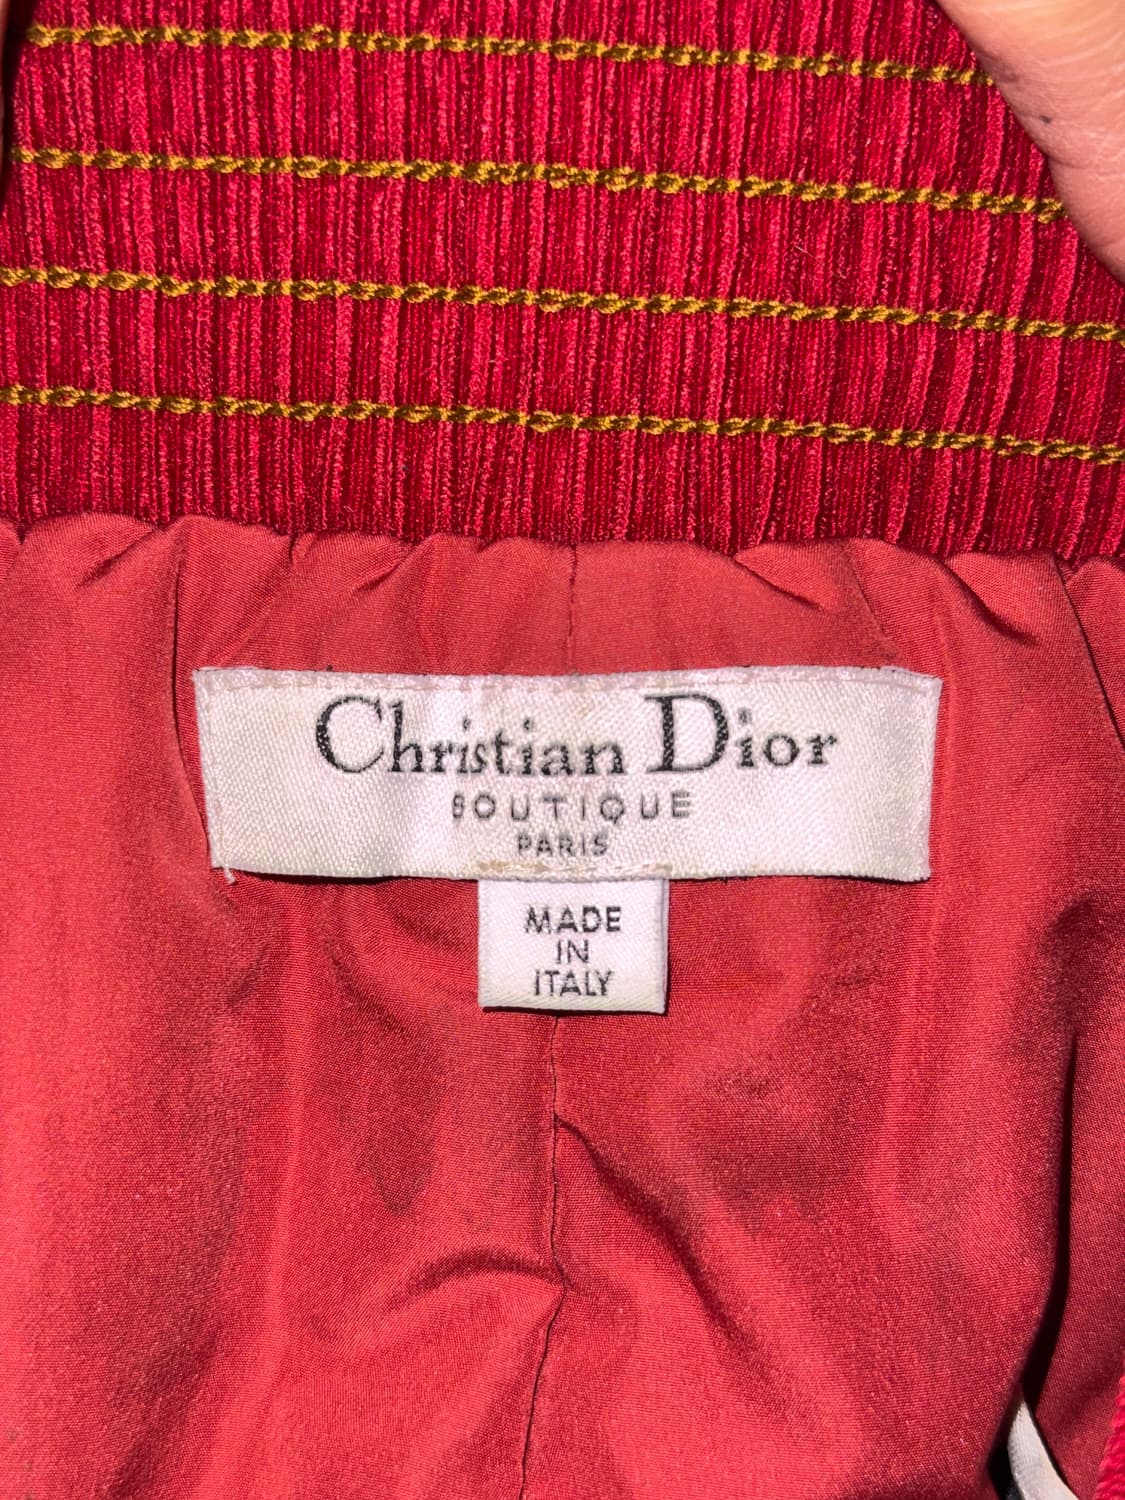 Christian Dior
BOUTIQUE
PARIS
MADE
IN
ITALY